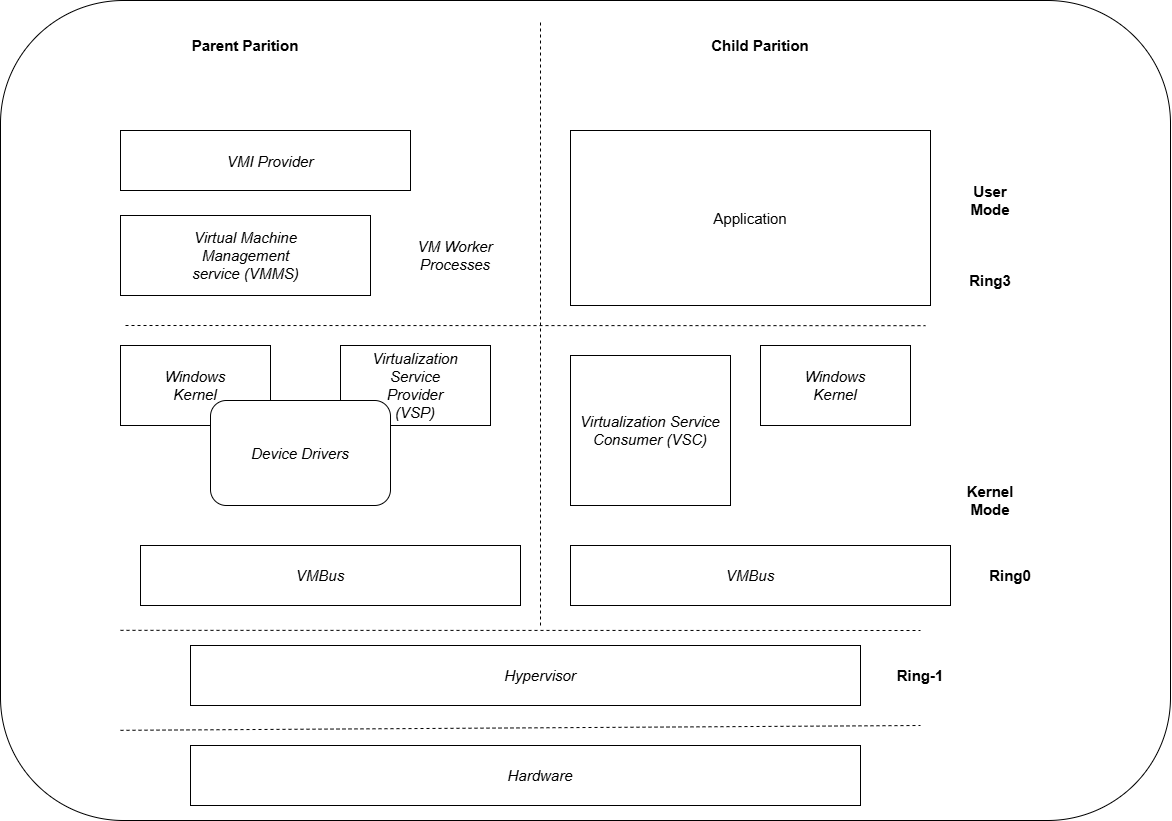 Parent Parition
Child Parition
VMI Provider
Application
User
Mode
Virtual Machine
Management
service (VMMS)
VM Worker
Processes
Ring3
Windows
Kernel
Virtualization
Service
Provider
(VSP)
Device Drivers
Virtualization Service
Consumer (VSC)
Windows
Kernel
Kernel
Mode
VMBus
VMBus
Ring0
Hypervisor
Ring-1
Hardware